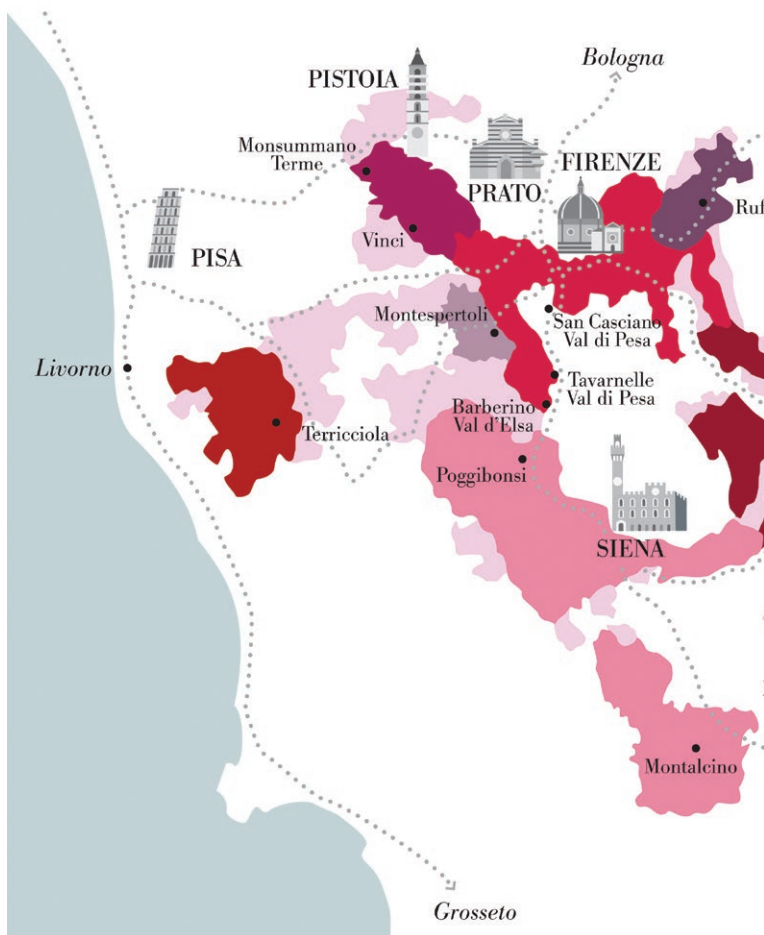 Bologna
PISTOIA
Monsummano
Terme
FIRENZE
PRATO
Ruf
Vinci
PISA
Montespertoli
San Casciano
Val di Pesa
Livorno
Tavarnelle
Val di Pesa
Barberino
Val d'Elsa
Terricciola
Poggibonsi
SIENA
Montalcino
Grosseto